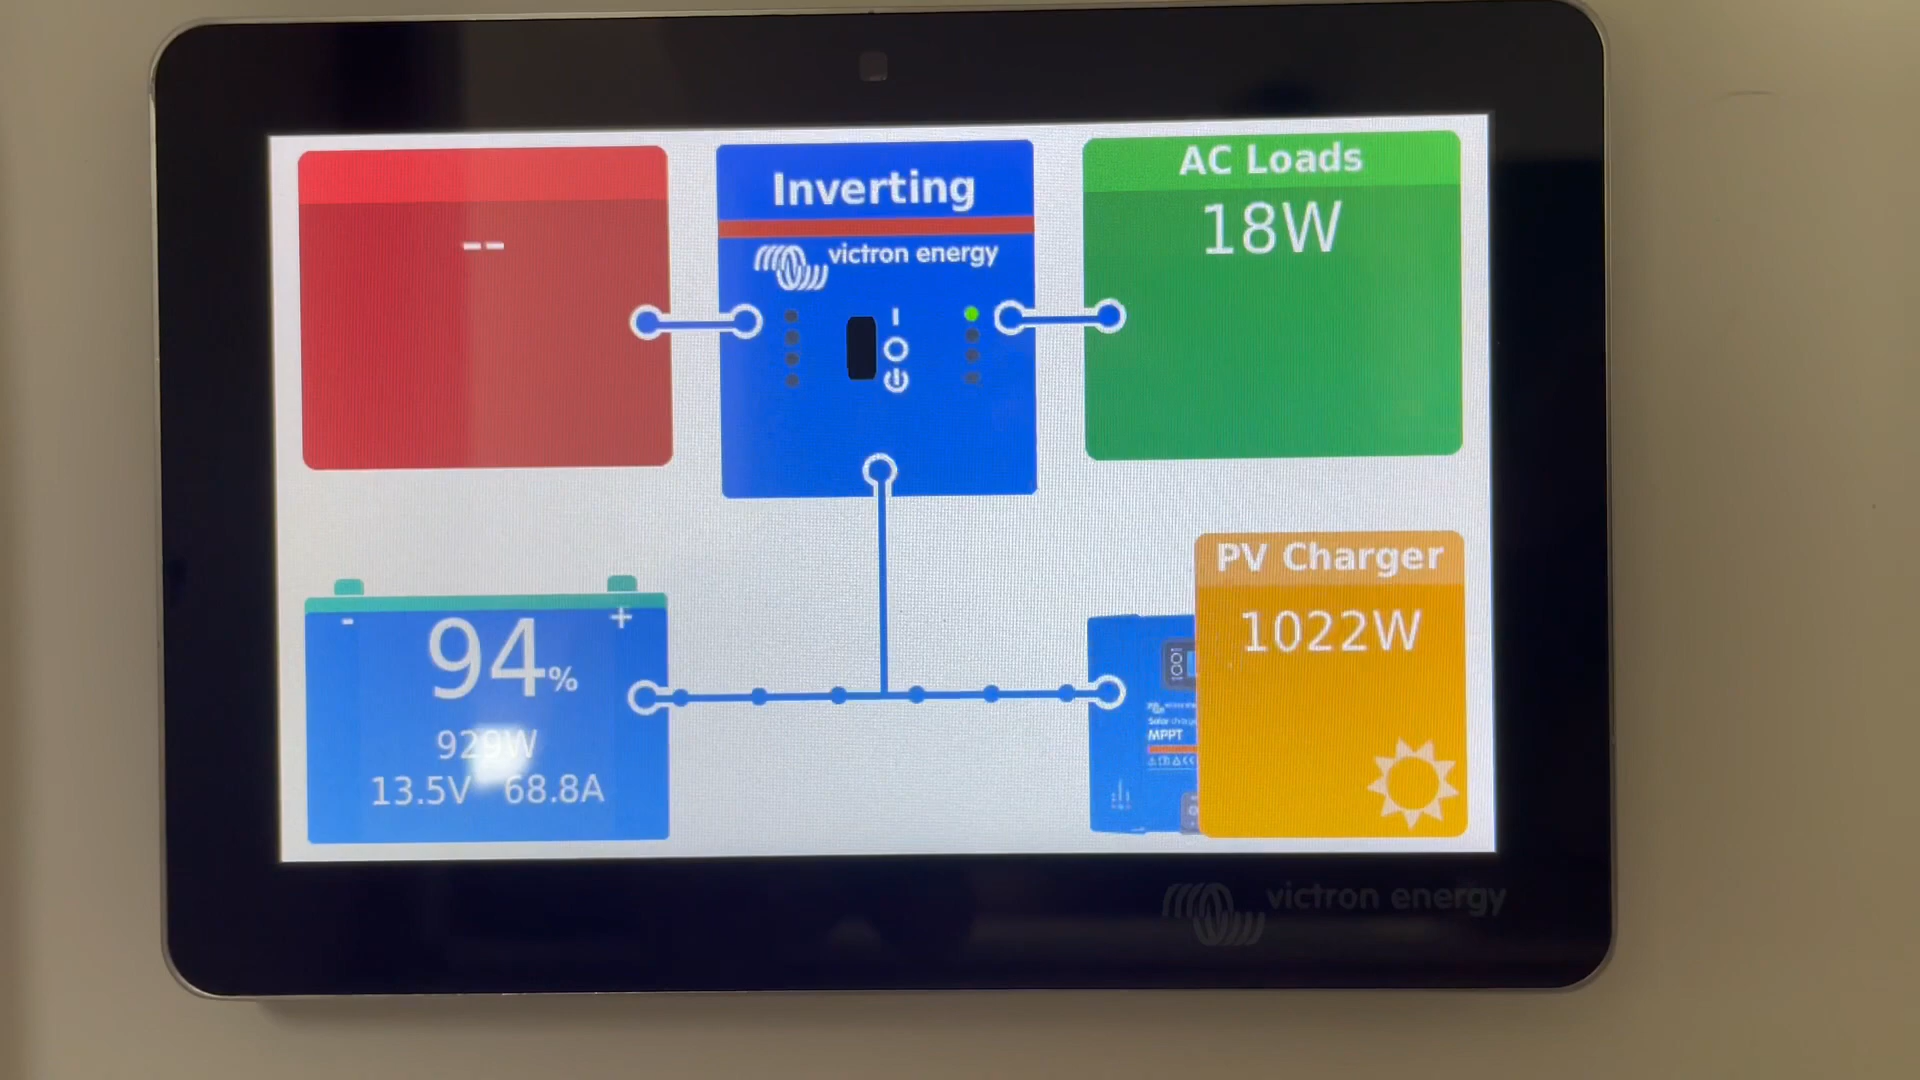 --
Inverting
victron energy
AC Loads
18W
- +
94%
929W
13.5V 68.8A
PV Charger
1022W
MPPT
victron energy